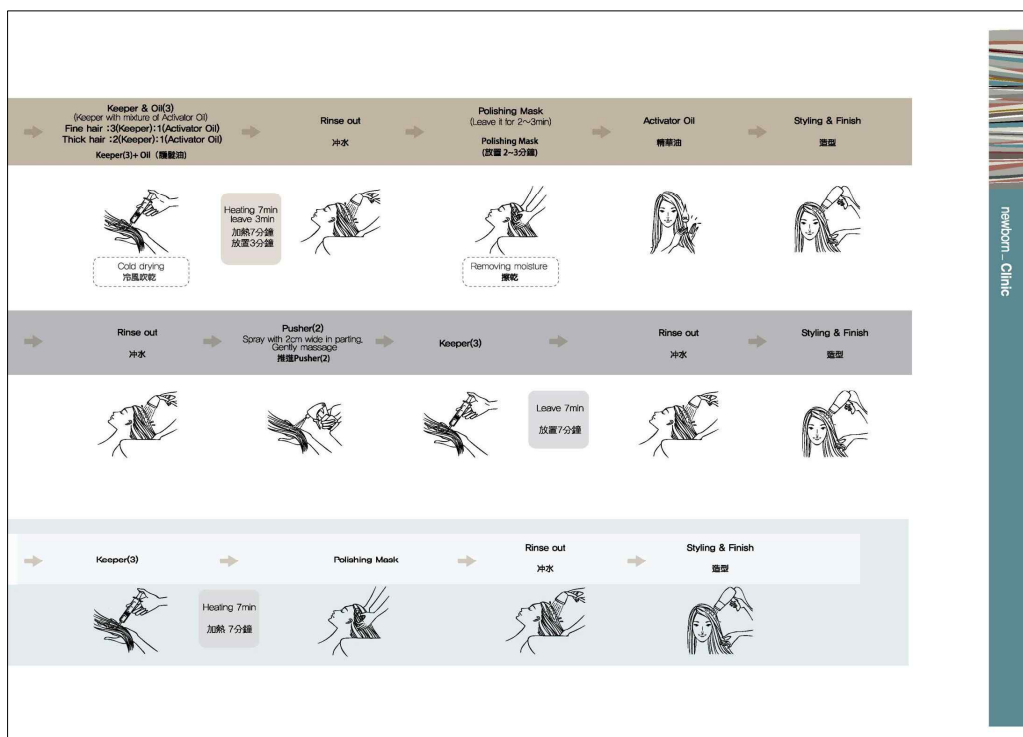 Keeper & Oil(3)
(Keeper with mixture of Activator Oil)
Fine hair :3(Keeper):1(Activator Oil)
Thick hair :2(Keeper):1(Activator Oil)
Keeper(3)+ Oil（護髮油）
Rinse out
冲水
Polishing Mask
(Leave it for 2~3min)
Polishing Mask
(放置 2~3分鐘)
Activator Oil
精華油
Styling & Finish
造型
Heating 7min
leave 3min
加熱7分鐘
放置3分鐘
Cold drying
冷風吹乾
Removing moisture
擦乾
Rinse out
冲水
Pusher(2)
Spray with 2cm wide in parting,
Gently massage
推進Pusher(2)
Keeper(3)
Rinse out
冲水
Styling & Finish
造型
Leave 7min
放置7分鐘
Keeper(3)
Polishing Mask
Rinse out
冲水
Styling & Finish
造型
Heating 7min
加熱 7分鐘
newborn _ Clinic